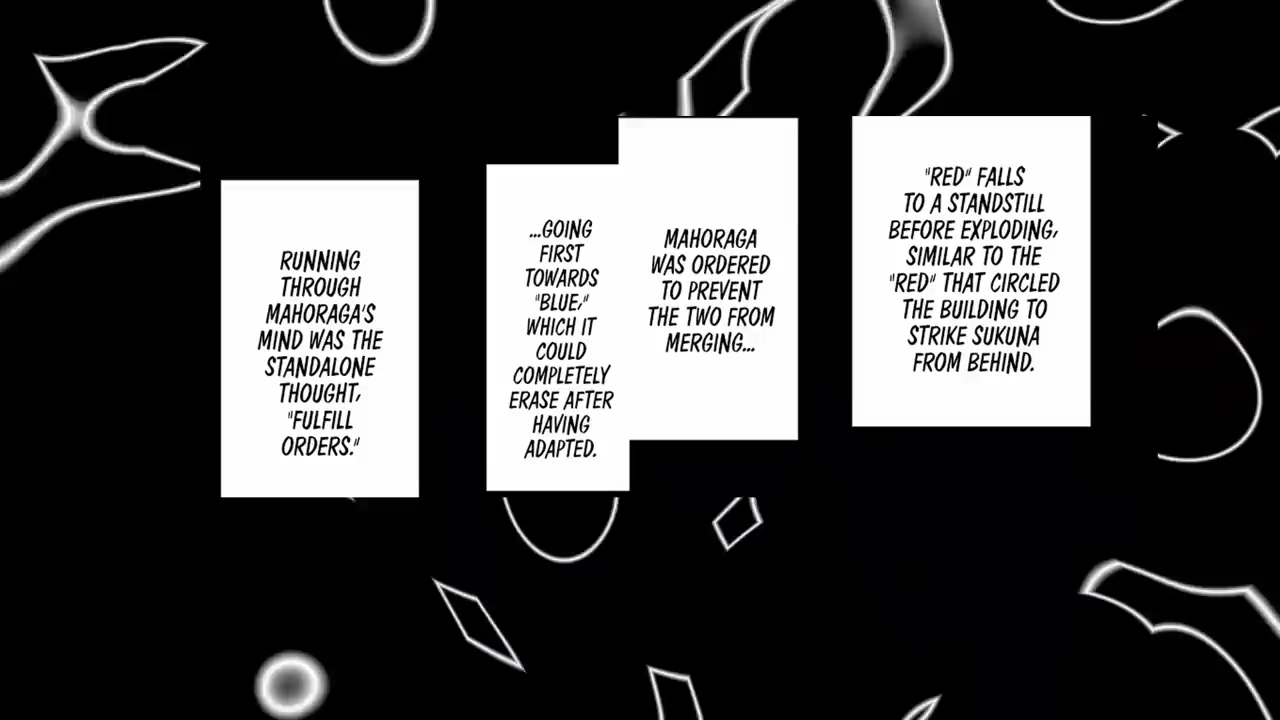 "RED" FALLS
TO A STANDSTILL
BEFORE EXPLODING,
SIMILAR TO THE
"RED" THAT CIRCLED
THE BUILDING TO
STRIKE SUKUNA
FROM BEHIND.
MAHORAGA
WAS ORDERED
TO PREVENT
THE TWO FROM
MERGING...
...GOING
FIRST
TOWARDS
"BLUE,"
WHICH IT
COULD
COMPLETELY
ERASE AFTER
HAVING
ADAPTED.
RUNNING
THROUGH
MAHORAGA'S
MIND WAS THE
STANDALONE
THOUGHT,
"FULFILL
ORDERS."